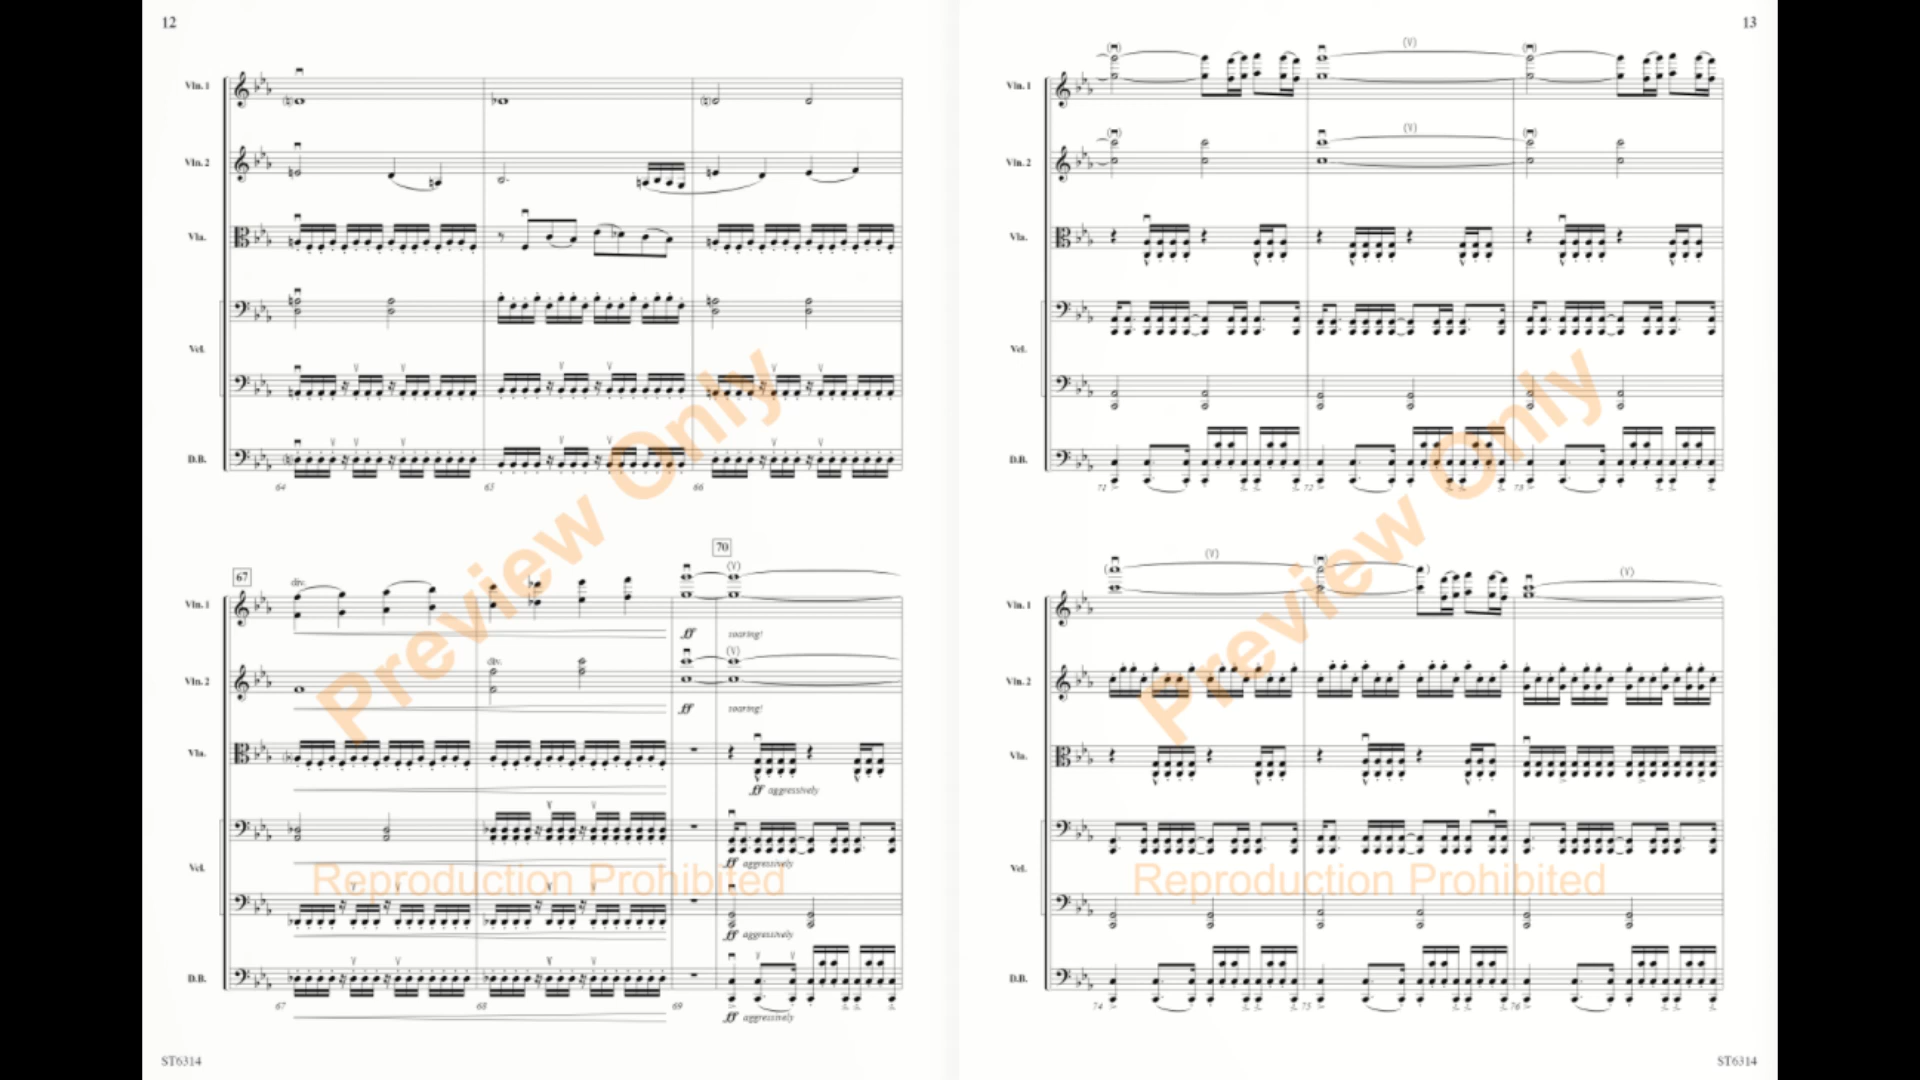 12
Vln. 1
Vln. 2
Vla.
Vcl.
D.B.
64
65
66
67
70
div.
Vln. 1
ff
soaring!
div.
Vln. 2
ff
soaring!
Vla.
ff aggressively
Vcl.
ff aggressively
ff aggressively
D.B.
67
68
69
ff aggressively
ST6314
Preview Only
Reproduction Prohibited
13
Vln. 1
Vln. 2
Vla.
Vcl.
D.B.
71
72
73
Vln. 1
Vln. 2
Vla.
Vcl.
D.B.
74
75
76
ST6314
Preview Only
Reproduction Prohibited